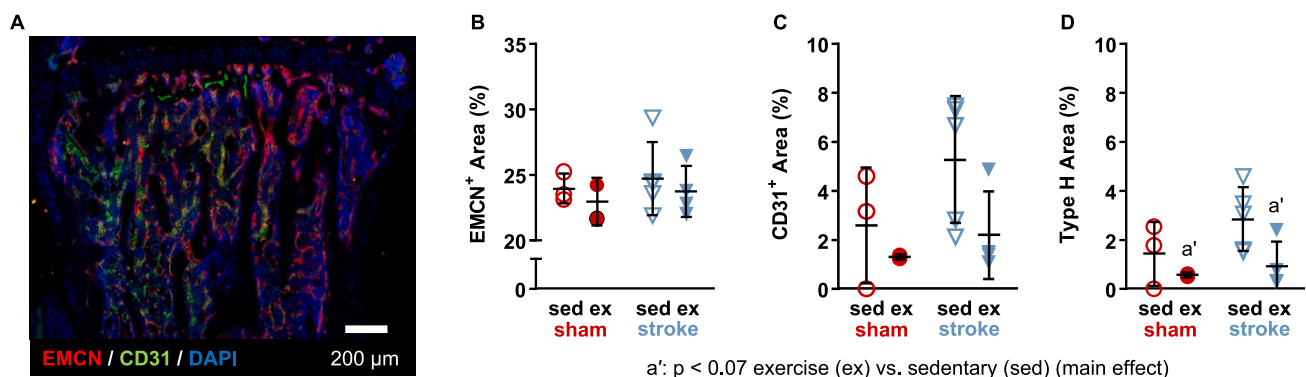 A
EMCN / CD31 / DAPI
200 µm
B
EMCN⁺ Area (%)
35
30
25
20
0
sed ex sed ex
sham stroke
C
CD31⁺ Area (%)
10
8
6
4
2
0
sed ex sed ex
sham stroke
D
Type H Area (%)
10
8
6
4
2
0
a'
a'
sed ex sed ex
sham stroke
a': p < 0.07 exercise (ex) vs. sedentary (sed) (main effect)